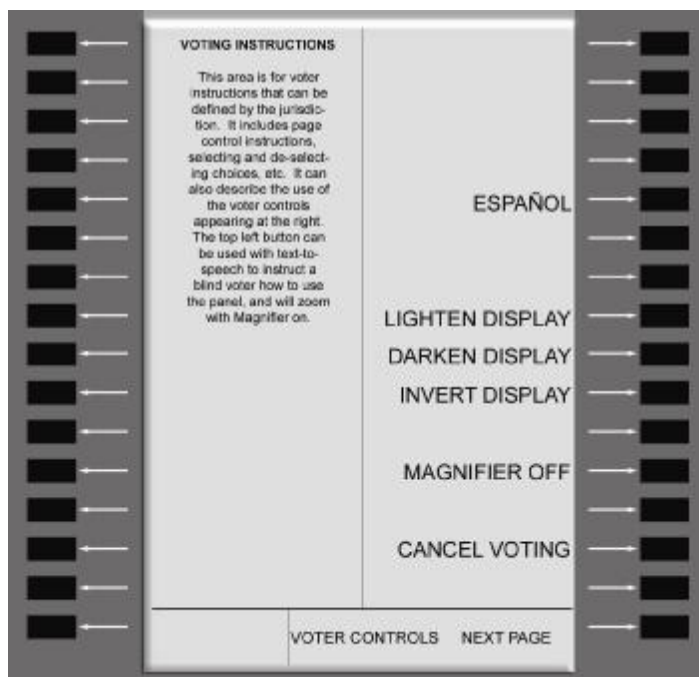 VOTING INSTRUCTIONS
This area is for voter
instructions that can be
defined by the jurisdic-
tion. It includes page
control instructions,
selecting and de-select-
ing choices, etc. It can
also describe the use of
the voter controls
appearing at the right.
The top left button can
be used with text-to-
speech to instruct a
blind voter how to use
the panel, and will zoom
with Magnifier on.
ESPAÑOL
LIGHTEN DISPLAY
DARKEN DISPLAY
INVERT DISPLAY
MAGNIFIER OFF
CANCEL VOTING
VOTER CONTROLS NEXT PAGE